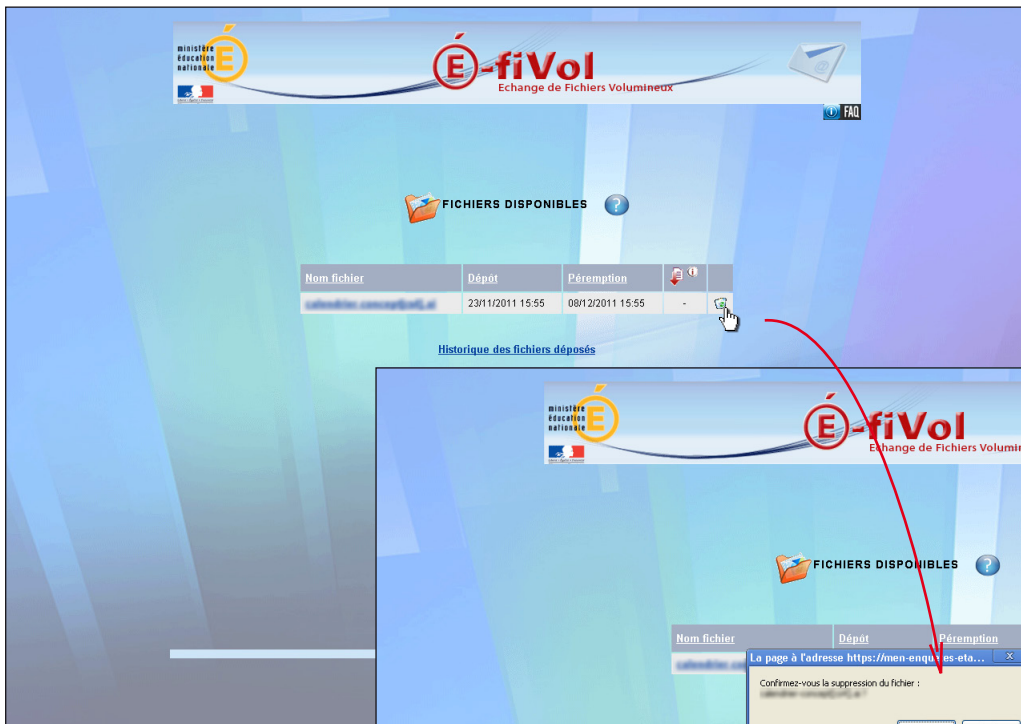 ministère
éducation
nationale
É
É-fiVol
Echange de Fichiers Volumineux
FAQ
FICHIERS DISPONIBLES ?
Nom fichier Dépôt Péremption
23/11/2011 15:55 08/12/2011 15:55 -
Historique des fichiers déposés
ministère
éducation
nationale
É
É-fiVol
Echange de Fichiers Volumin
FICHIERS DISPONIBLES ?
Nom fichier Dépôt Péremption
La page à l'adresse https://men-enquetes-eta... X
Confirmez-vous la suppression du fichier :